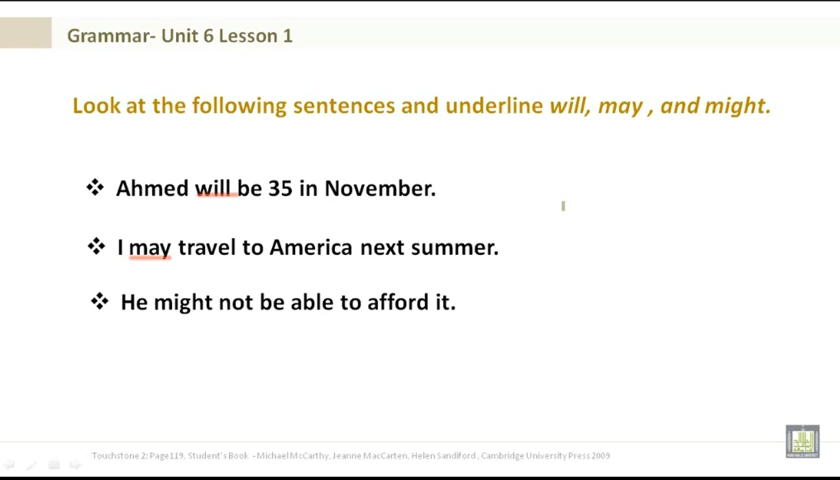 Grammar- Unit 6 Lesson 1
Look at the following sentences and underline will, may , and might.
❖ Ahmed will be 35 in November.
❖ I may travel to America next summer.
❖ He might not be able to afford it.
Touchstone 2: Page119, Student's Book - Michael McCarthy, Jeanne MacCarten, Helen Sandiford , Cambridge University Press 2009